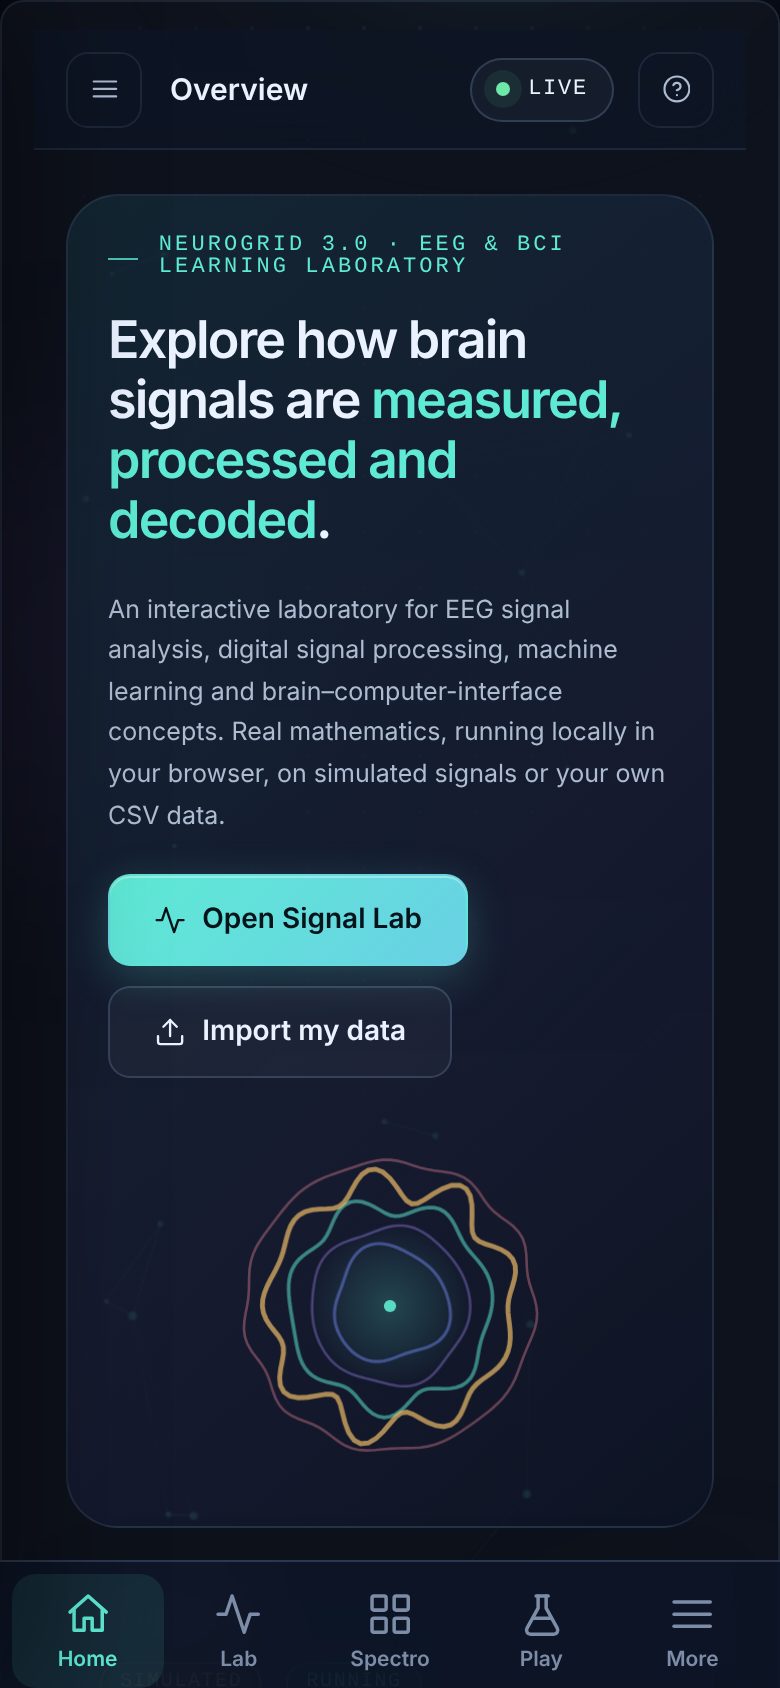 Overview
LIVE
NEUROGRID 3.0 · EEG & BCI
LEARNING LABORATORY
Explore how brain
signals are measured,
processed and
decoded.
An interactive laboratory for EEG signal
analysis, digital signal processing, machine
learning and brain–computer-interface
concepts. Real mathematics, running locally in
your browser, on simulated signals or your own
CSV data.
Open Signal Lab
Import my data
Home
Lab
Spectro
Play
More
SIMULATED
RUNNING